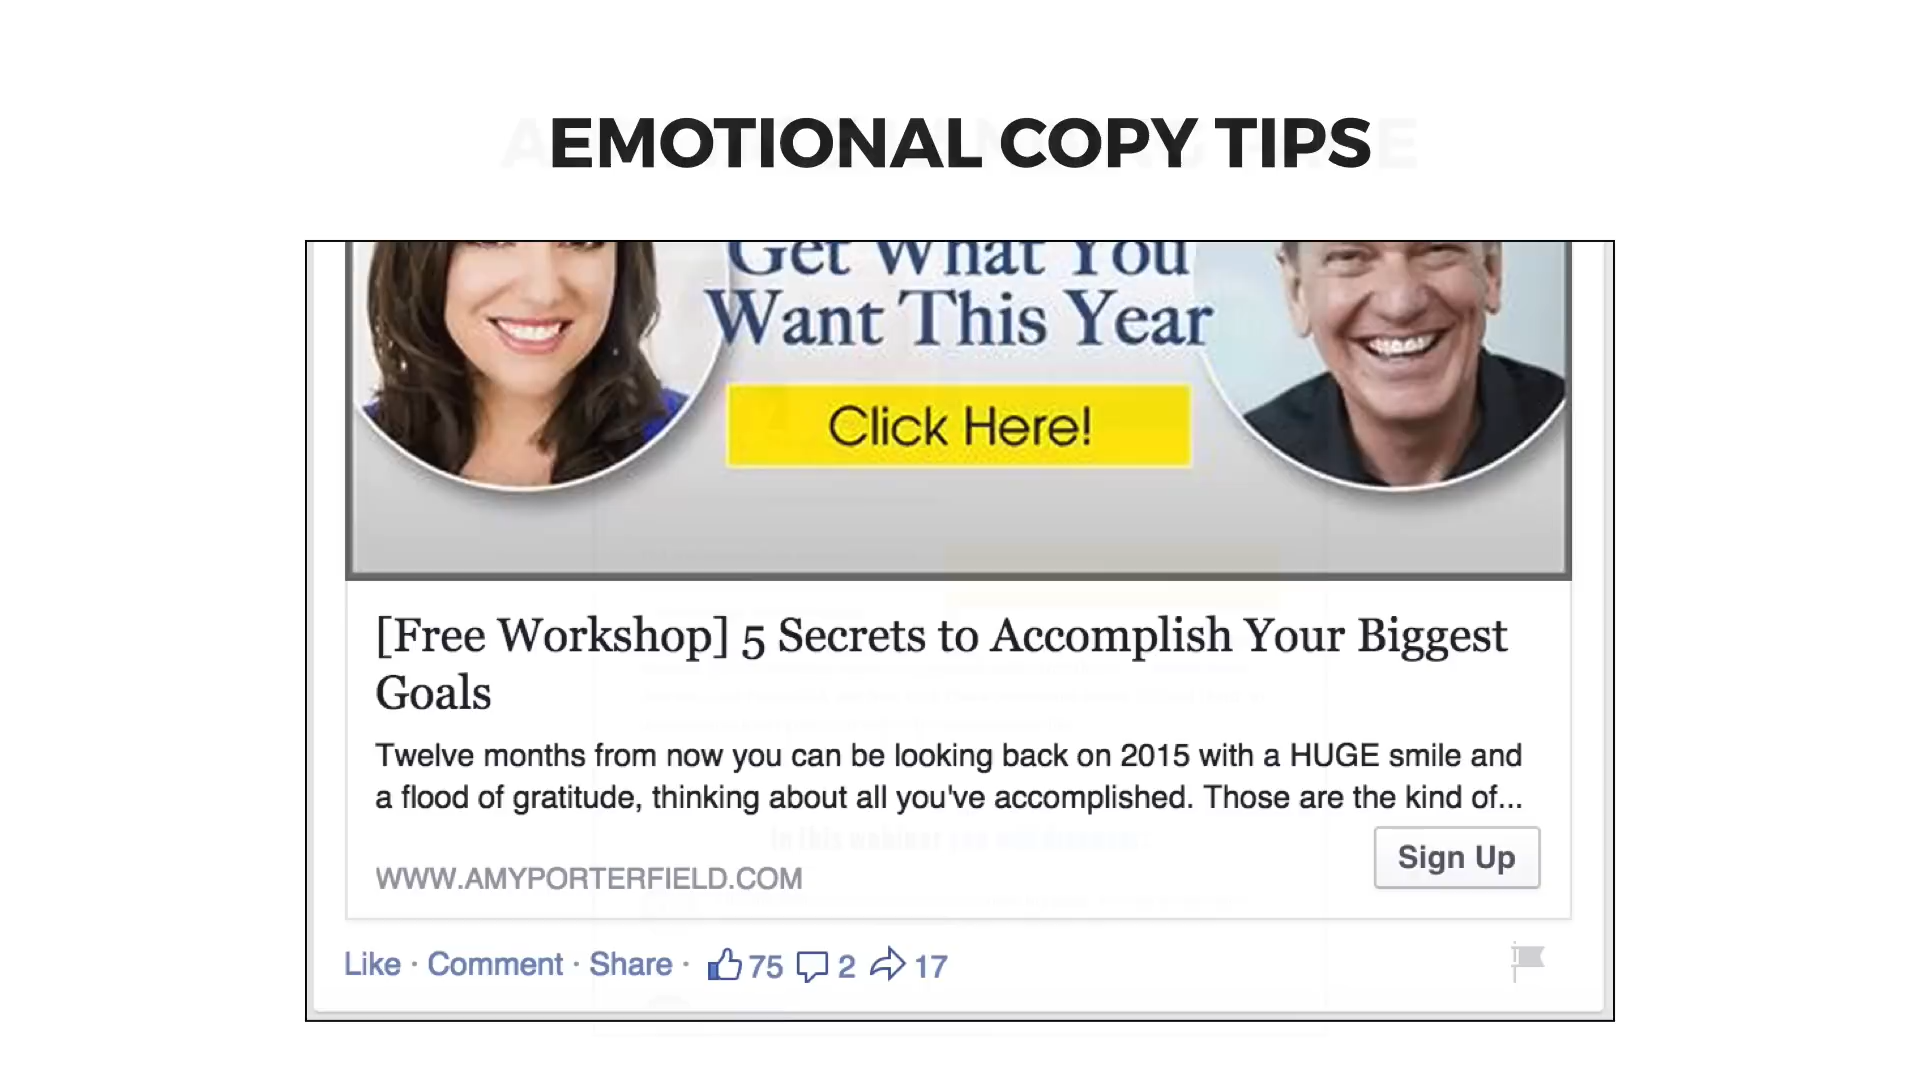 EMOTIONAL COPY TIPS
Get What You
Want This Year
Click Here!
[Free Workshop] 5 Secrets to Accomplish Your Biggest
Goals
Twelve months from now you can be looking back on 2015 with a HUGE smile and
a flood of gratitude, thinking about all you've accomplished. Those are the kind of...
In this webinar
WWW.AMYPORTERFIELD.COM
Sign Up
Like · Comment · Share · 75 2 17